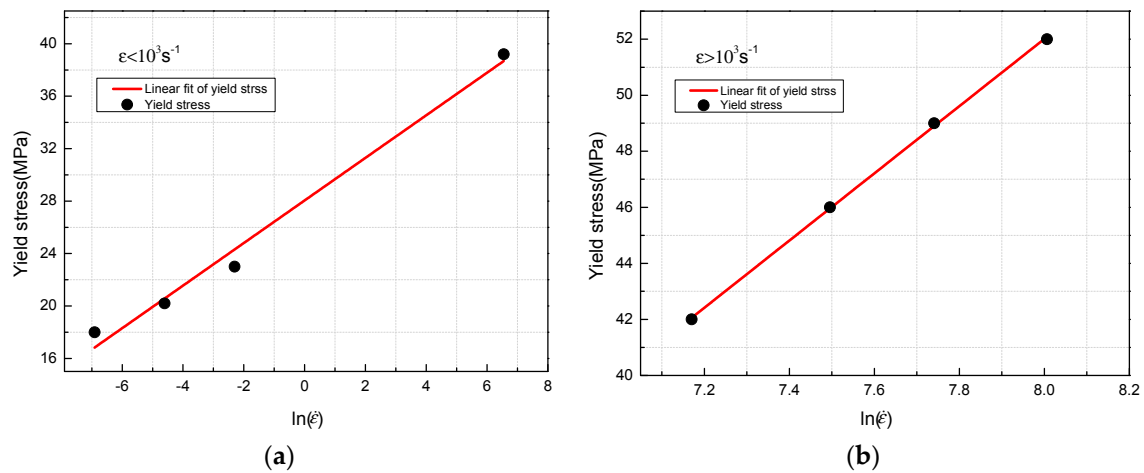 ε<10³s⁻¹
Linear fit of yield strss
Yield stress
Yield stress(MPa)
40
36
32
28
24
20
16
-6 -4 -2 0 2 4 6 8
ln(ε̇)
(a)
ε>10³s⁻¹
Linear fit of yield strss
Yield stress
Yield stress(MPa)
52
50
48
46
44
42
40
7.2 7.4 7.6 7.8 8.0 8.2
ln(ε̇)
(b)